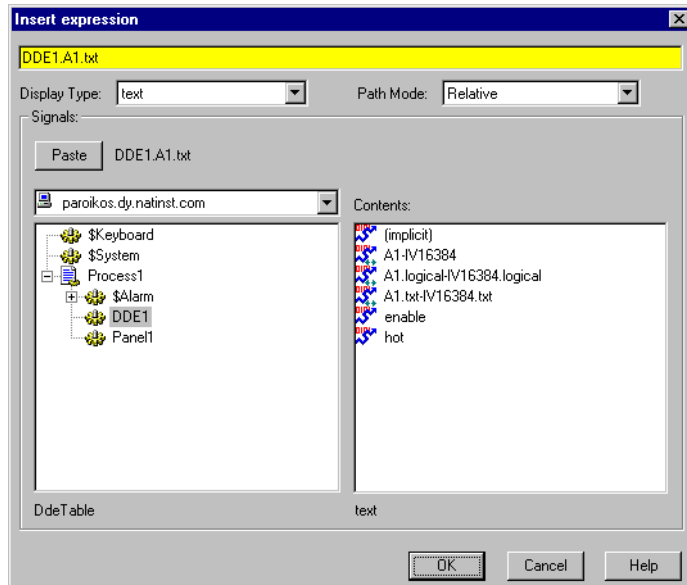 Insert expression
DDE1.A1.txt
Display Type: text Path Mode: Relative
Signals:
Paste DDE1.A1.txt
paroikos.dy.natinst.com Contents:
$Keyboard
$System
Process1
$Alarm
DDE1
Panel1
(implicit)
A1-IV16384
A1.logical-IV16384.logical
A1.txt-IV16384.txt
enable
hot
DdeTable text
OK Cancel Help